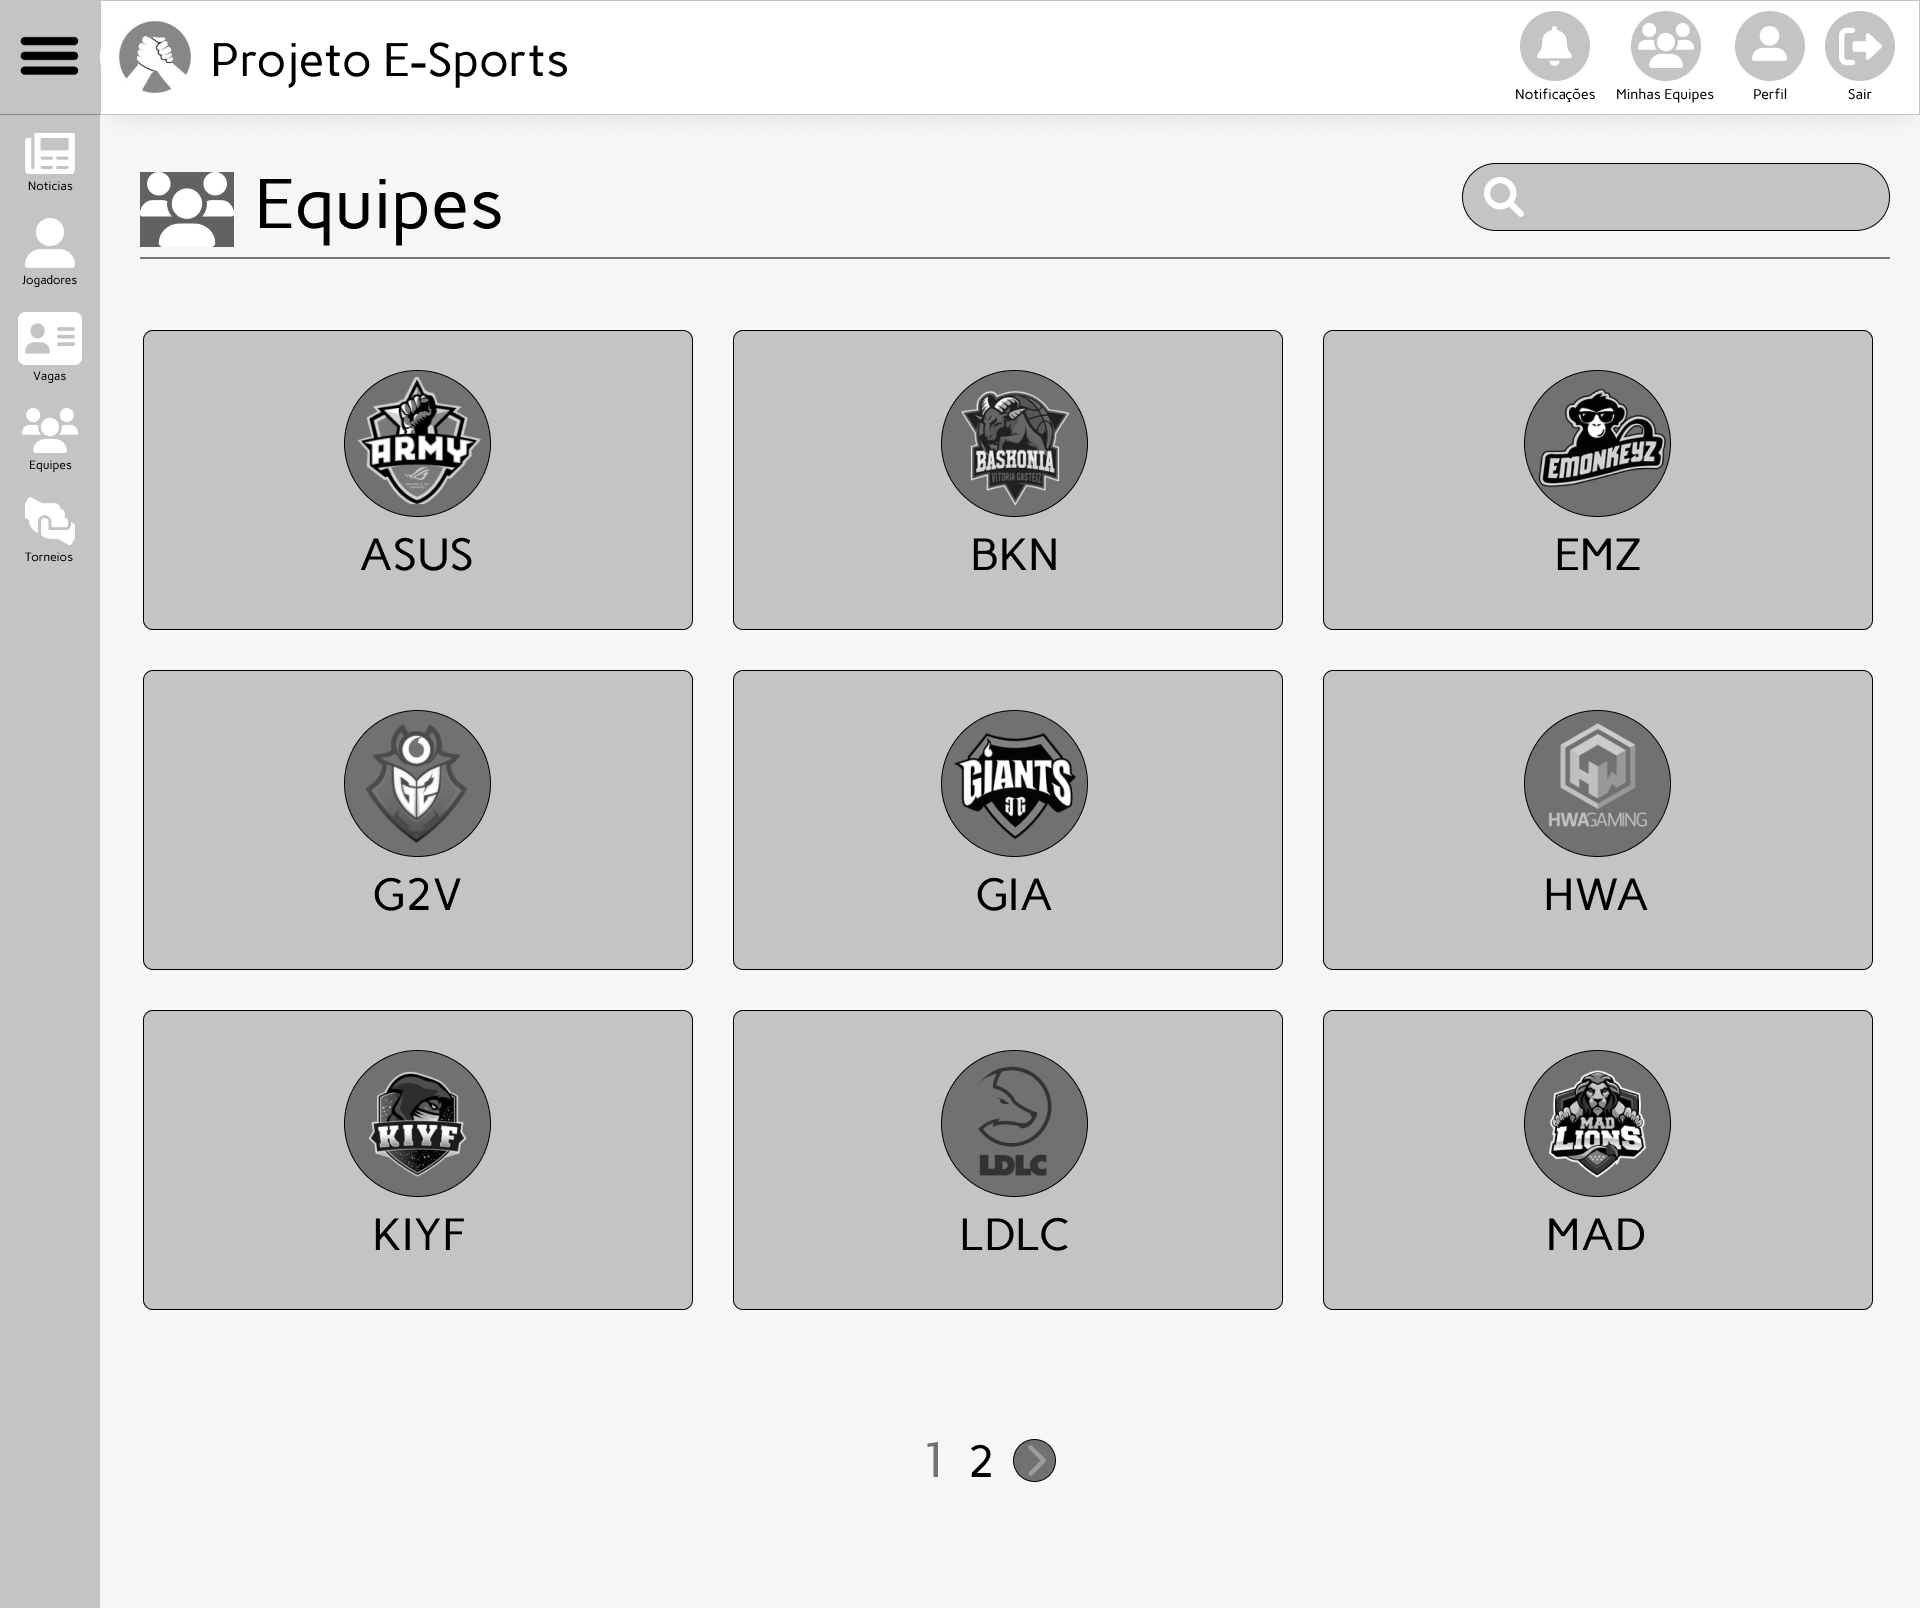 Projeto E-Sports
Notificações
Minhas Equipes
Perfil
Sair
Noticias
Jogadores
Vagas
Equipes
Torneios
Equipes
ARMY
ASUS
BASKONIA
VITORIA-GASTEIZ
BKN
EMONKEYZ
EMZ
G2
G2V
GIANTS
GIA
HWAGAMING
HWA
KIYF
KIYF
LDLC
LDLC
MAD
LIONS
MAD
1 2